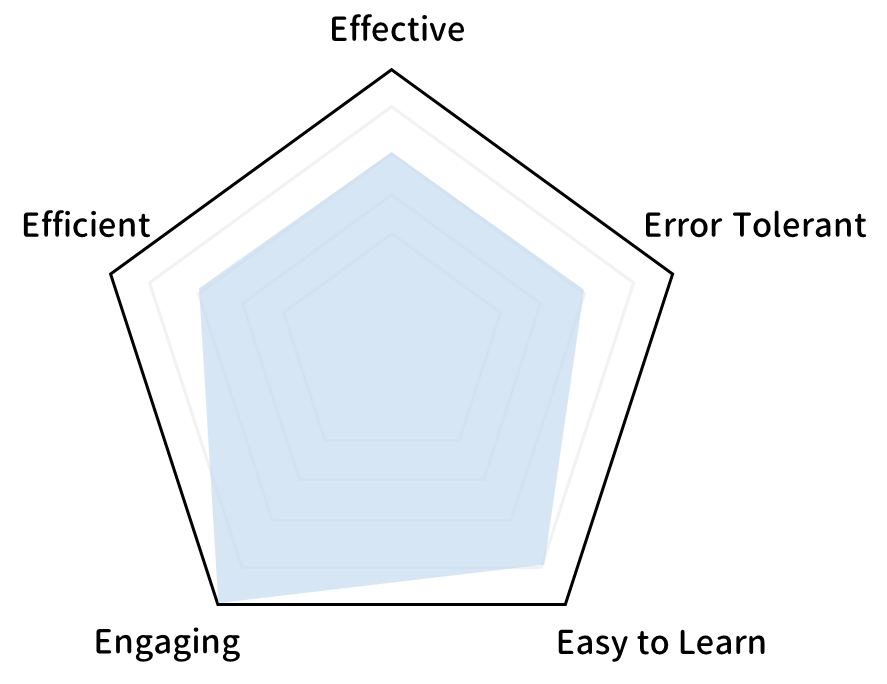 Effective
Efficient
Error Tolerant
Engaging
Easy to Learn